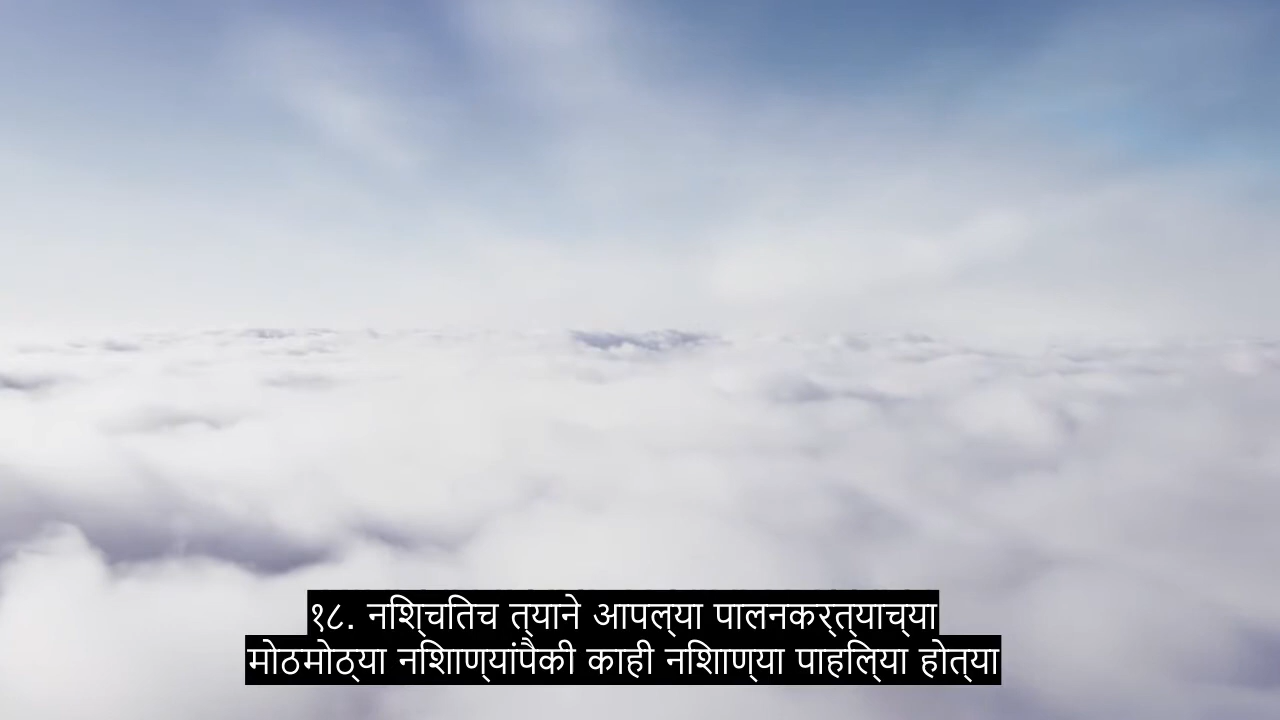 १८. निश्चितच त्याने आपल्या पालनकर्त्याच्या
मोठमोठ्या निशाण्यांपैकी काही निशाण्या पाहिल्या होत्या